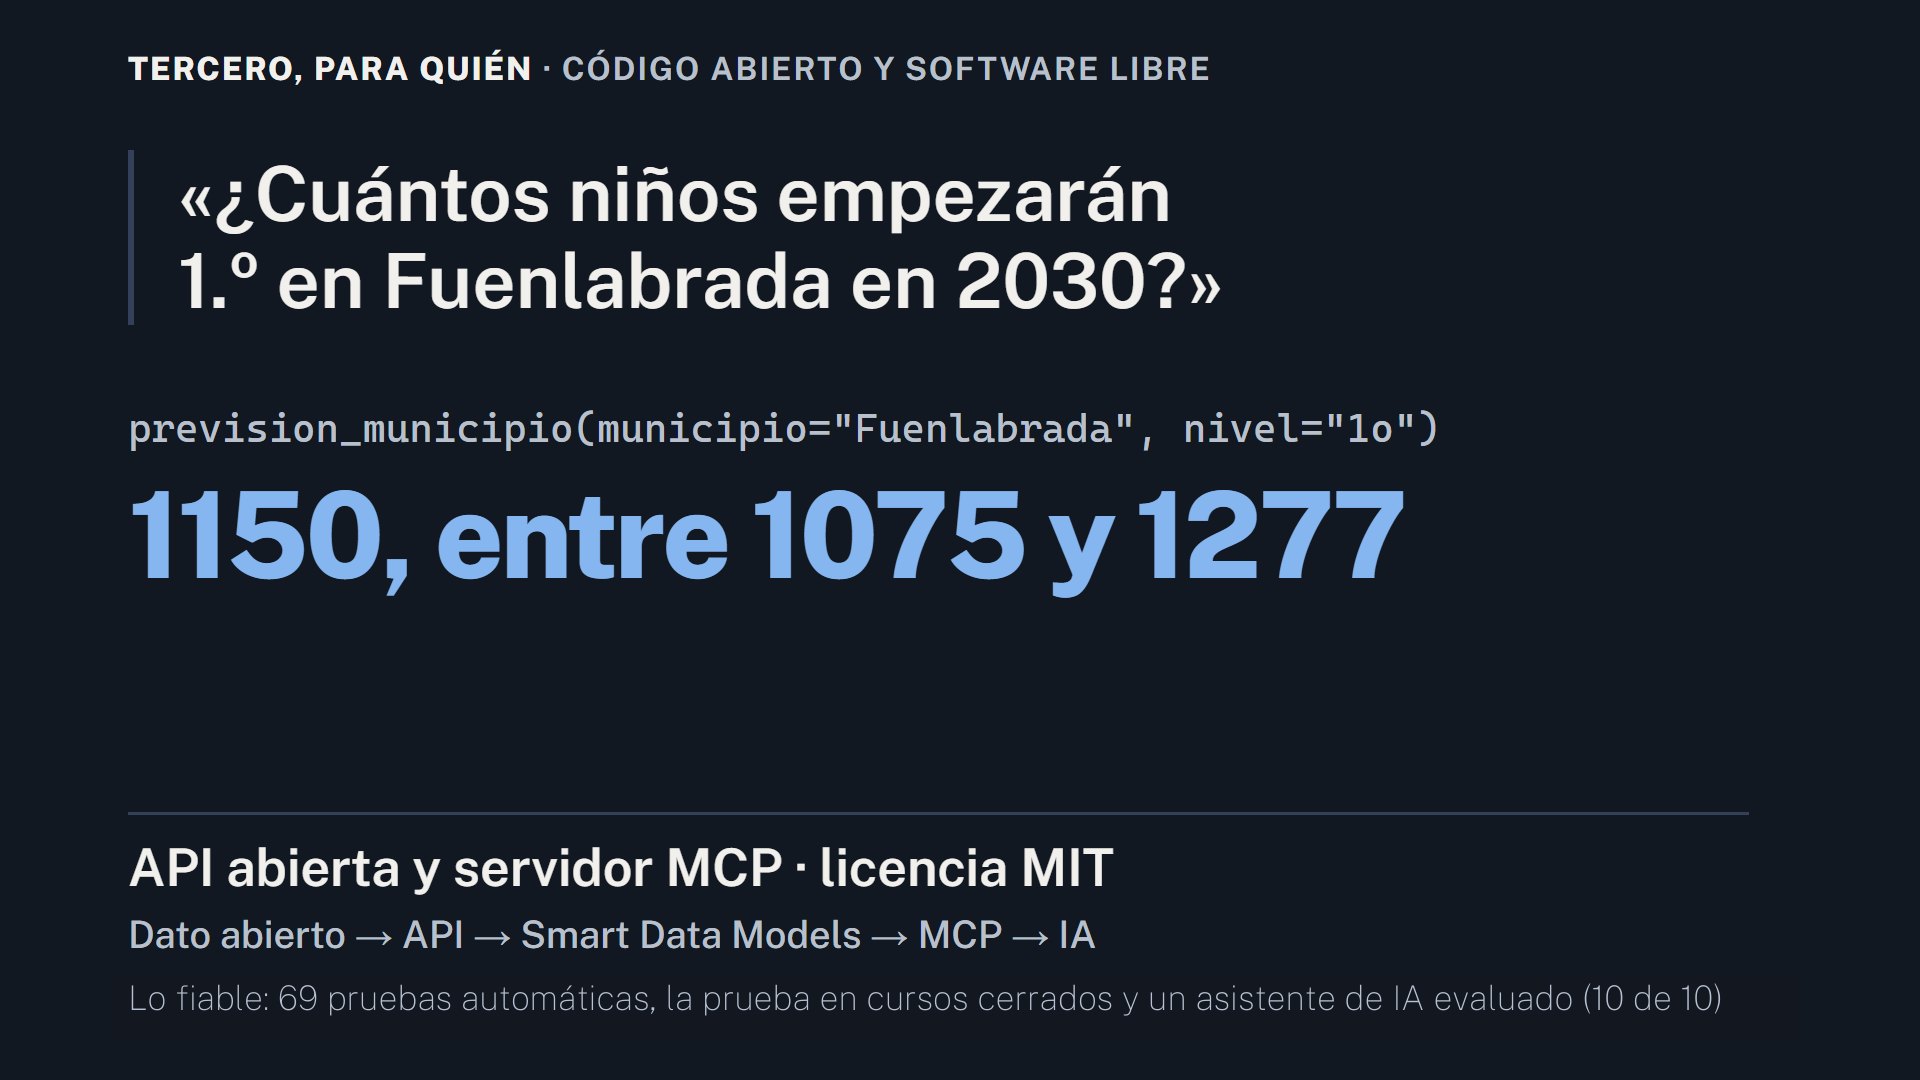 TERCERO, PARA QUIÉN · CÓDIGO ABIERTO Y SOFTWARE LIBRE
«¿Cuántos niños empezarán
1.º en Fuenlabrada en 2030?»
prevision_municipio(municipio="Fuenlabrada", nivel="1o")
1150, entre 1075 y 1277
API abierta y servidor MCP · licencia MIT
Dato abierto → API → Smart Data Models → MCP → IA
Lo fiable: 69 pruebas automáticas, la prueba en cursos cerrados y un asistente de IA evaluado (10 de 10)